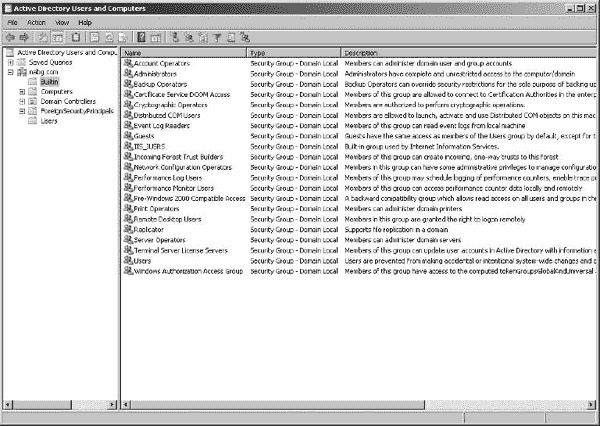 Active Directory Users and Computers
File Action View Help
Active Directory Users and Compu
Saved Queries
Builtin
Computers
Domain Controllers
ForeignSecurityPrincipals
Users
Name Type Description
Account Operators Security Group - Domain Local Members can administer domain user and group accounts
Administrators Security Group - Domain Local Administrators have complete and unrestricted access to the computer/domain
Backup Operators Security Group - Domain Local Backup Operators can override security restrictions for the sole purpose of backing up
Certificate Service DCOM Access Security Group - Domain Local Members of this group are allowed to connect to Certification Authorities in the enterp
Cryptographic Operators Security Group - Domain Local Members are authorized to perform cryptographic operations.
Distributed COM Users Security Group - Domain Local Members are allowed to launch, activate and use Distributed COM objects on this mac
Event Log Readers Security Group - Domain Local Members of this group can read event logs from local machine
Guests Security Group - Domain Local Guests have the same access as members of the Users group by default, except for t
IIS_IUSRS Security Group - Domain Local Built-in group used by Internet Information Services.
Incoming Forest Trust Builders Security Group - Domain Local Members of this group can create incoming, one-way trusts to this forest
Network Configuration Operators Security Group - Domain Local Members in this group can have some administrative privileges to manage configuration
Performance Log Users Security Group - Domain Local Members of this group may schedule logging of performance counters, enable trace p
Performance Monitor Users Security Group - Domain Local Members of this group can access performance counter data locally and remotely
Pre-Windows 2000 Compatible Access Security Group - Domain Local A backward compatibility group which allows read access on all users and groups in the
Print Operators Security Group - Domain Local Members can administer domain printers
Remote Desktop Users Security Group - Domain Local Members in this group are granted the right to logon remotely
Replicator Security Group - Domain Local Supports file replication in a domain
Server Operators Security Group - Domain Local Members can administer domain servers
Terminal Server License Servers Security Group - Domain Local Members of this group can update user accounts in Active Directory with information a
Users Security Group - Domain Local Users are prevented from making accidental or intentional system-wide changes and c
Windows Authorization Access Group Security Group - Domain Local Members of this group have access to the computed tokenGroupsGlobalAndUniversal